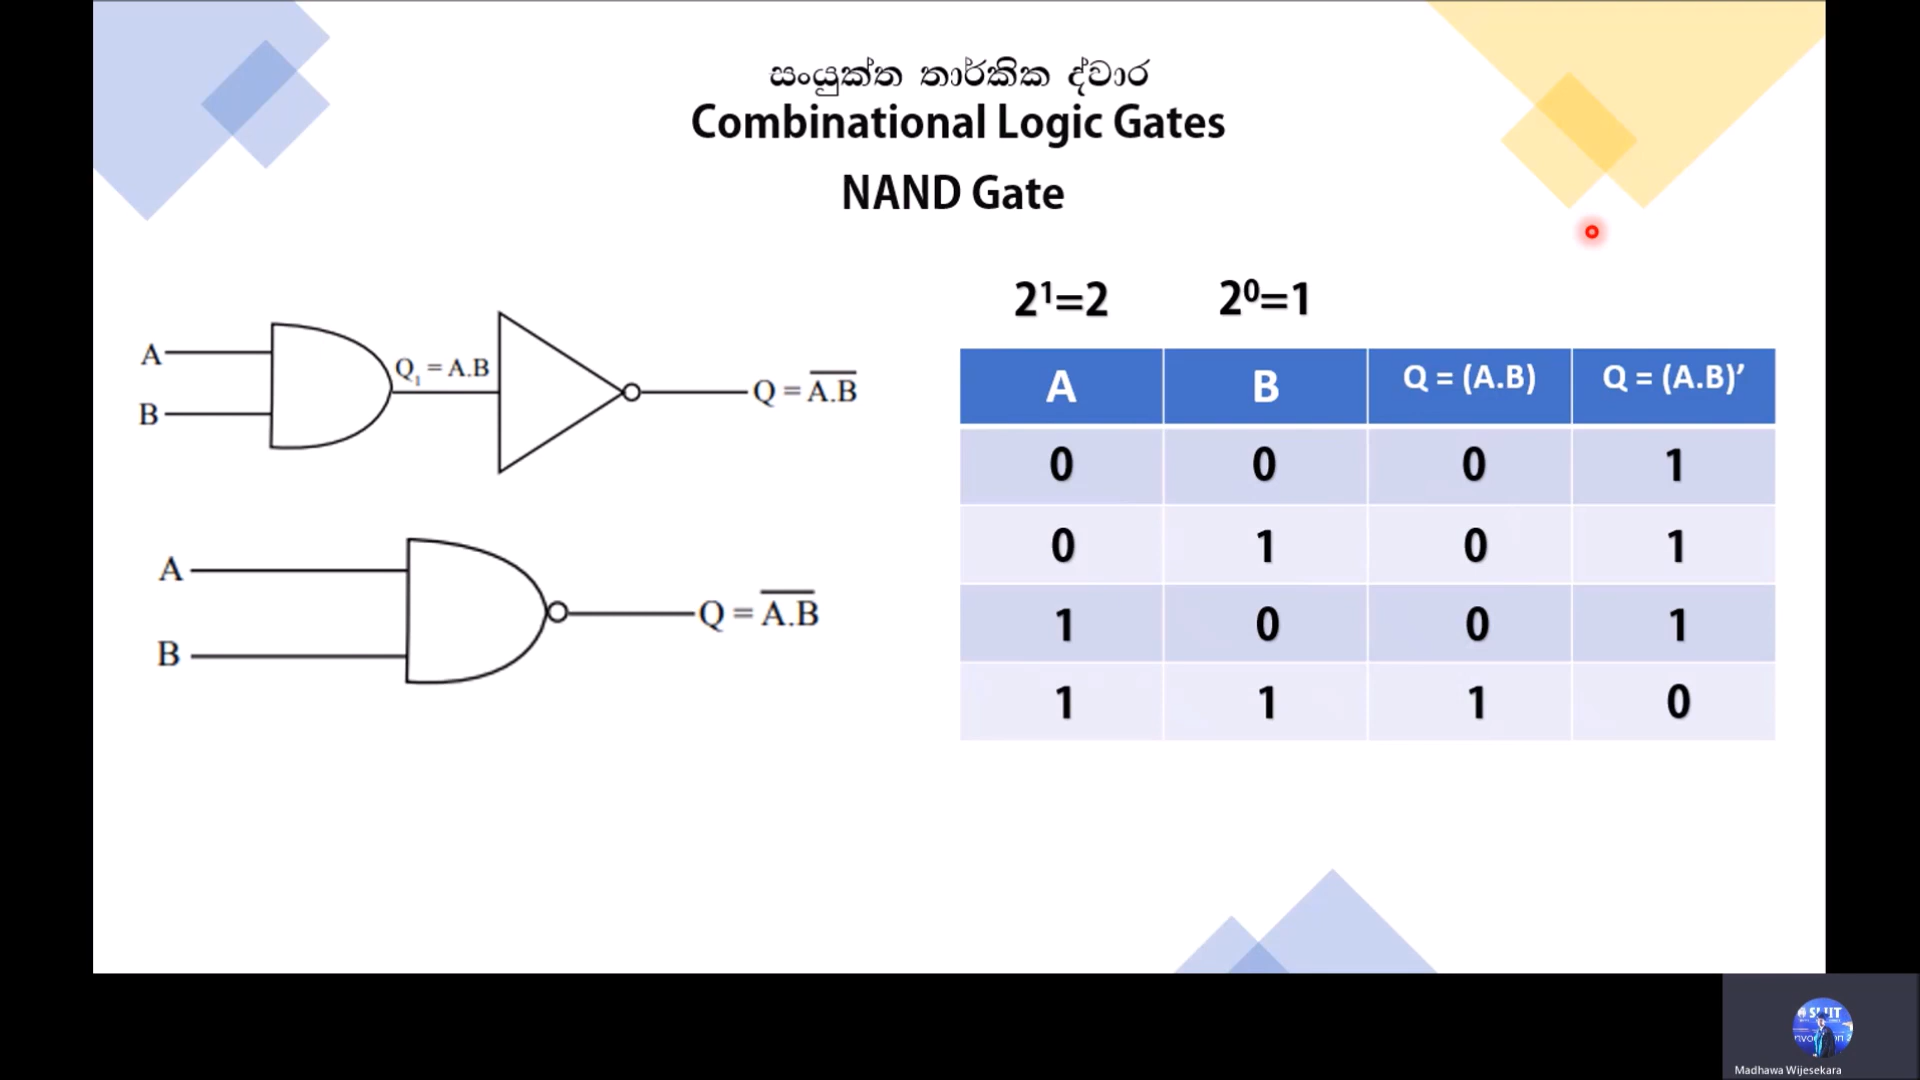 සංයුක්ත තාර්කික ද්වාර
Combinational Logic Gates
NAND Gate
A
B
Q₁ = A.B
Q = A̅.̅B̅
A
B
Q = A̅.̅B̅
2¹=2 2⁰=1
A B Q = (A.B) Q = (A.B)’
0 0 0 1
0 1 0 1
1 0 0 1
1 1 1 0
Madhawa Wijesekara